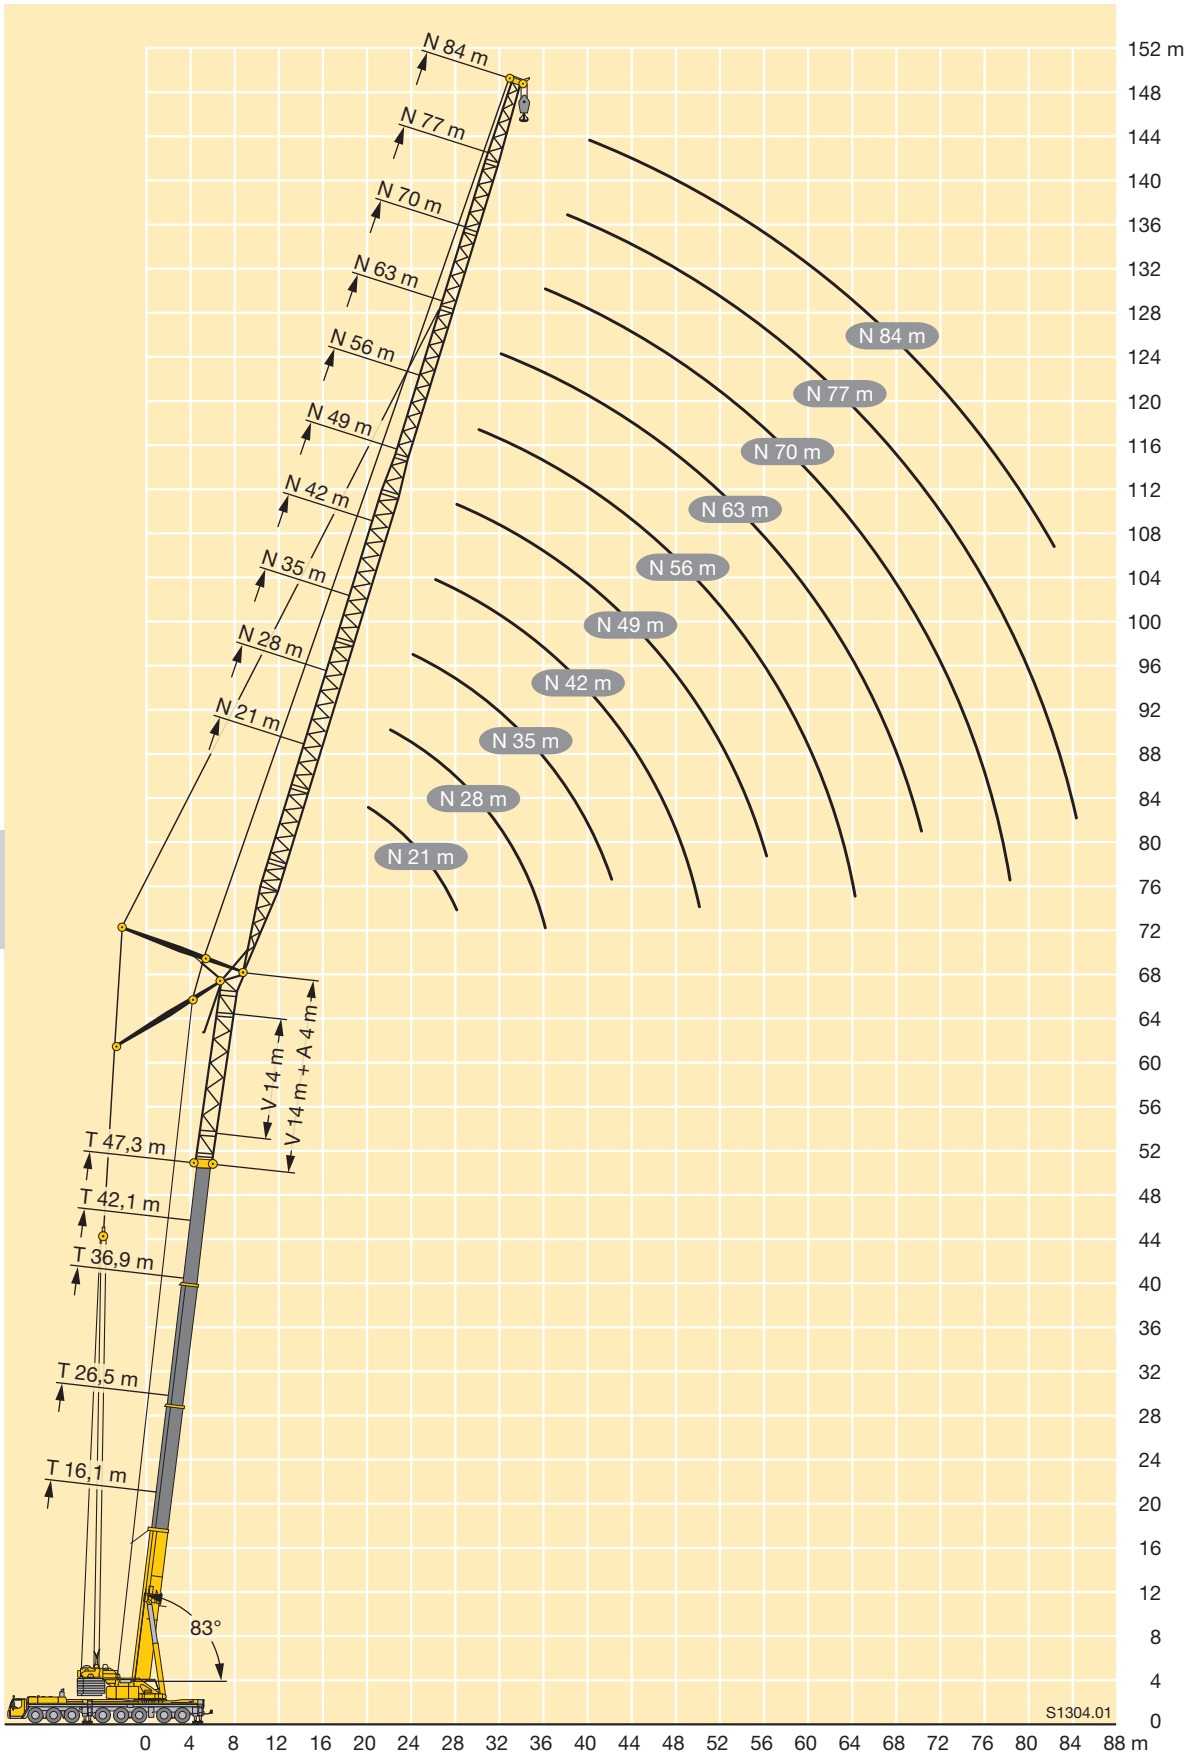 N 84 m
152 m
148
N 77 m
144
140
N 70 m
136
132
N 63 m
128
N 84 m
N 56 m
124
N 77 m
120
N 49 m
116
N 70 m
N 42 m
112
N 63 m
108
N 35 m
N 56 m
104
N 49 m
100
N 28 m
96
N 42 m
92
N 21 m
N 35 m
88
N 28 m
84
80
N 21 m
76
72
68
64
V 14 m
V 14 m + A 4 m
60
56
T 47,3 m
52
T 42,1 m
48
44
T 36,9 m
40
36
T 26,5 m
32
28
24
T 16,1 m
20
16
12
83°
8
4
S1304.01
0
0 4 8 12 16 20 24 28 32 36 40 44 48 52 56 60 64 68 72 76 80 84 88 m